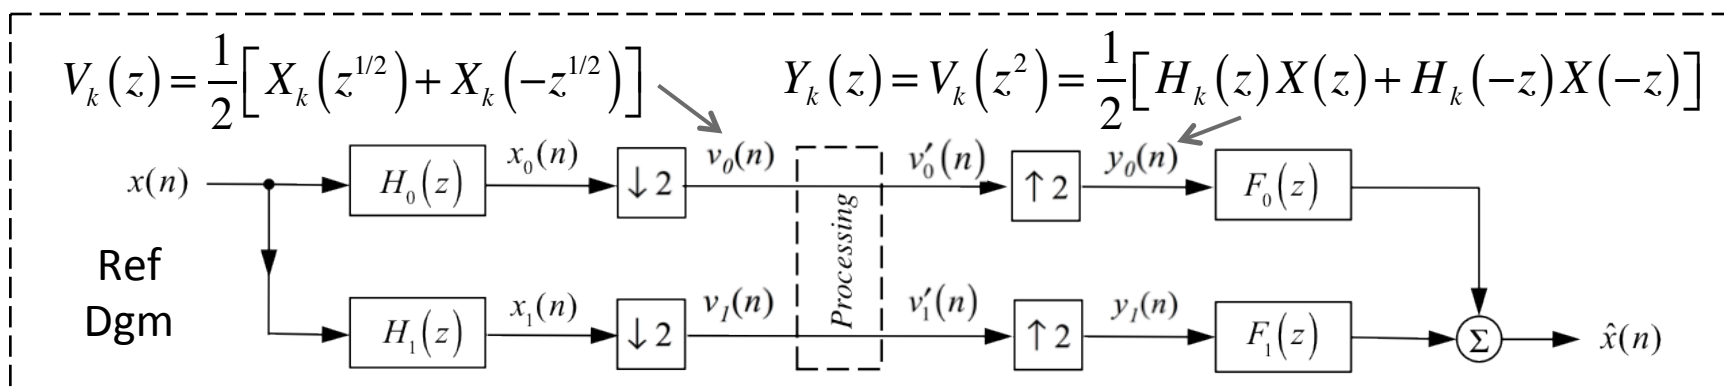 V_k(z) = 1/2[X_k(z^{1/2}) + X_k(-z^{1/2})]
Y_k(z) = V_k(z^2) = 1/2[H_k(z)X(z) + H_k(-z)X(-z)]
x(n) H_0(z) x_0(n) ↓2 v_0(n) v′_0(n) ↑2 y_0(n) F_0(z)
Processing
Ref
Dgm
H_1(z) x_1(n) ↓2 v_1(n) v′_1(n) ↑2 y_1(n) F_1(z) Σ x̂(n)